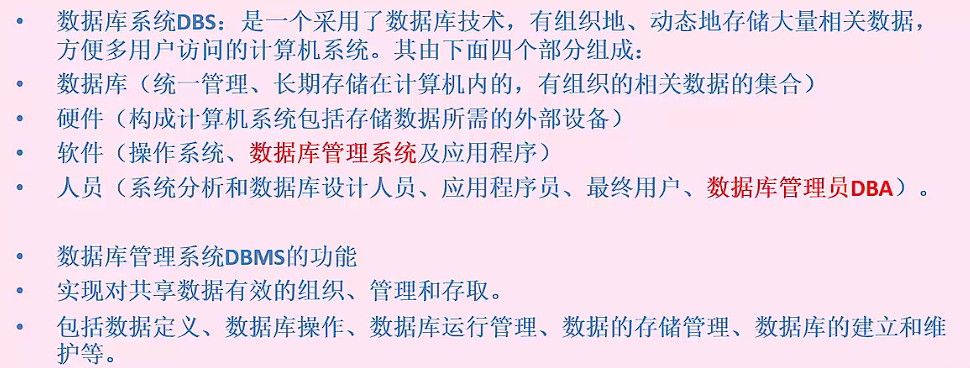 • 数据库系统DBS：是一个采用了数据库技术，有组织地、动态地存储大量相关数据，
方便多用户访问的计算机系统。其由下面四个部分组成：
• 数据库（统一管理、长期存储在计算机内的，有组织的相关数据的集合）
• 硬件（构成计算机系统包括存储数据所需的外部设备）
• 软件（操作系统、数据库管理系统及应用程序）
• 人员（系统分析和数据库设计人员、应用程序员、最终用户、数据库管理员DBA）。
• 数据库管理系统DBMS的功能
• 实现对共享数据有效的组织、管理和存取。
• 包括数据定义、数据库操作、数据库运行管理、数据的存储管理、数据库的建立和维
护等。